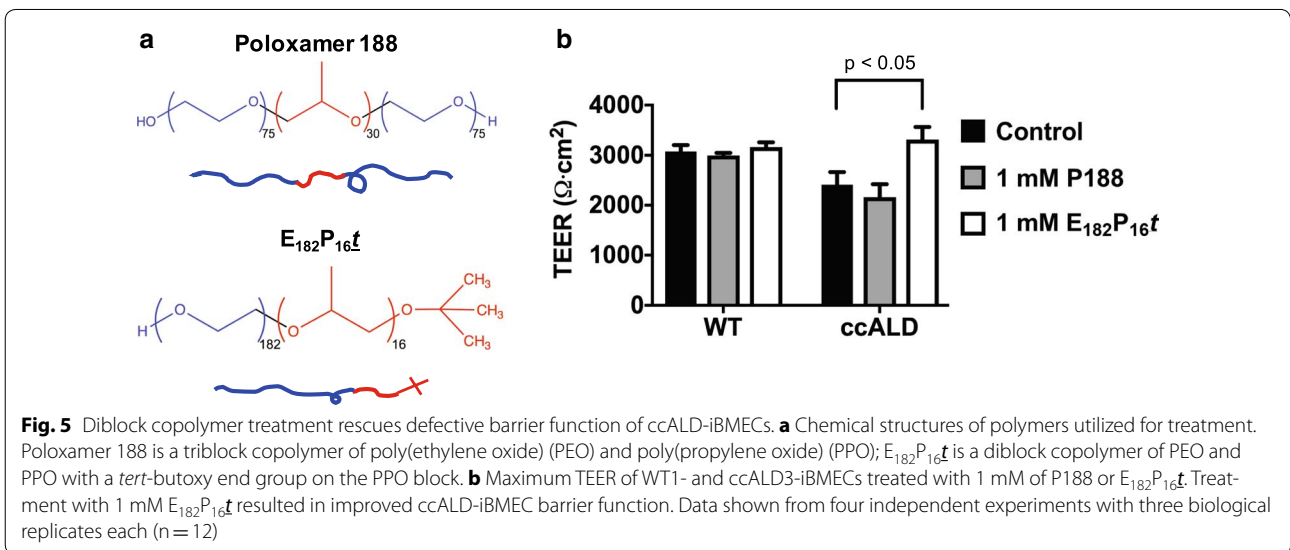 a
Poloxamer 188
HO
O
75
O
30
O
H
75
E₁₈₂P₁₆t
H
O
182
O
16
O
CH₃
CH₃
CH₃
b
p < 0.05
TEER (Ω·cm²)
4000
3000
2000
1000
0
WT
ccALD
Control
1 mM P188
1 mM E₁₈₂P₁₆t
Fig. 5 Diblock copolymer treatment rescues defective barrier function of ccALD-iBMECs. a Chemical structures of polymers utilized for treatment.
Poloxamer 188 is a triblock copolymer of poly(ethylene oxide) (PEO) and poly(propylene oxide) (PPO); E₁₈₂P₁₆t is a diblock copolymer of PEO and
PPO with a tert-butoxy end group on the PPO block. b Maximum TEER of WT1- and ccALD3-iBMECs treated with 1 mM of P188 or E₁₈₂P₁₆t. Treat-
ment with 1 mM E₁₈₂P₁₆t resulted in improved ccALD-iBMEC barrier function. Data shown from four independent experiments with three biological
replicates each (n = 12)